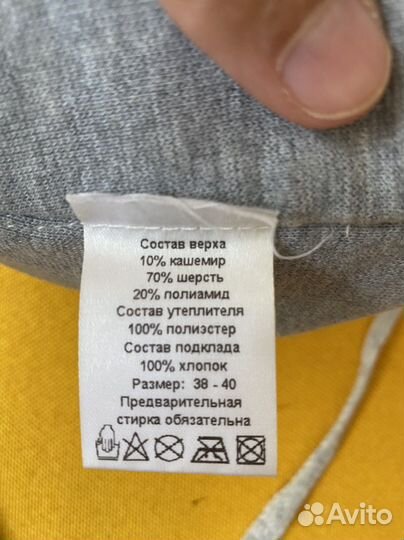 Состав верха
10% кашемир
70% шерсть
20% полиамид
Состав утеплителя
100% полиэстер
Состав подклада
100% хлопок
Размер: 38 - 40
Предварительная
стирка обязательна
Avito